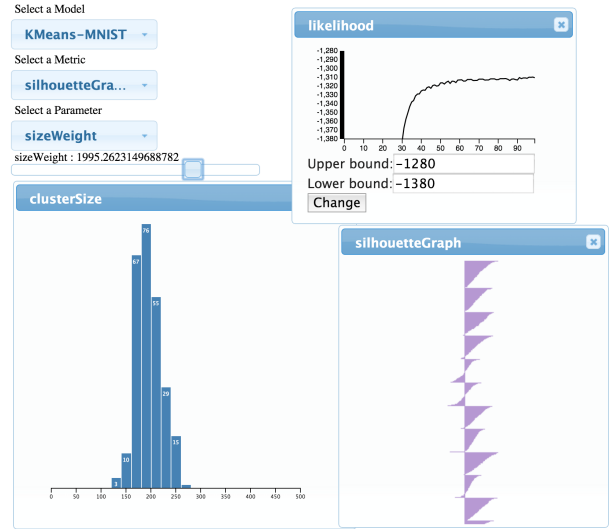 Select a Model
KMeans-MNIST
Select a Metric
silhouetteGra...
Select a Parameter
sizeWeight
sizeWeight : 1995.2623149688782
clusterSize
76
67
55
29
15
10
3
0 50 100 150 200 250 300 350 400 450 500
likelihood
-1,280
-1,290
-1,300
-1,310
-1,320
-1,330
-1,340
-1,350
-1,360
-1,370
-1,380
0 10 20 30 40 50 60 70 80 90
Upper bound: -1280
Lower bound: -1380
Change
silhouetteGraph